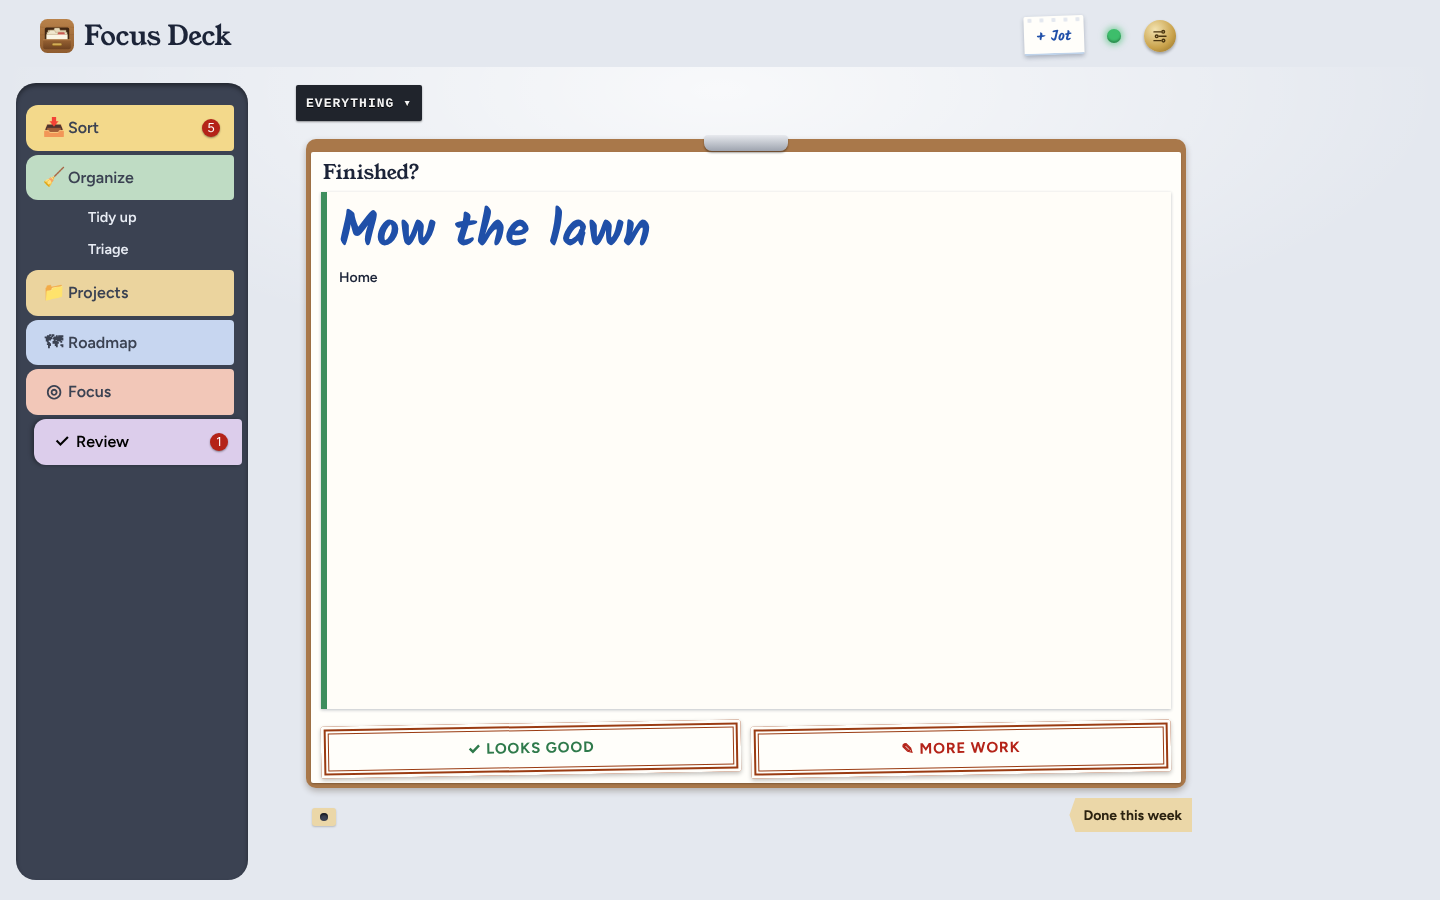 Focus Deck
+ Jot
Sort 5
Organize
Tidy up
Triage
Projects
Roadmap
Focus
Review 1
EVERYTHING ▾
Finished?
Mow the lawn
Home
✓ LOOKS GOOD
✎ MORE WORK
Done this week